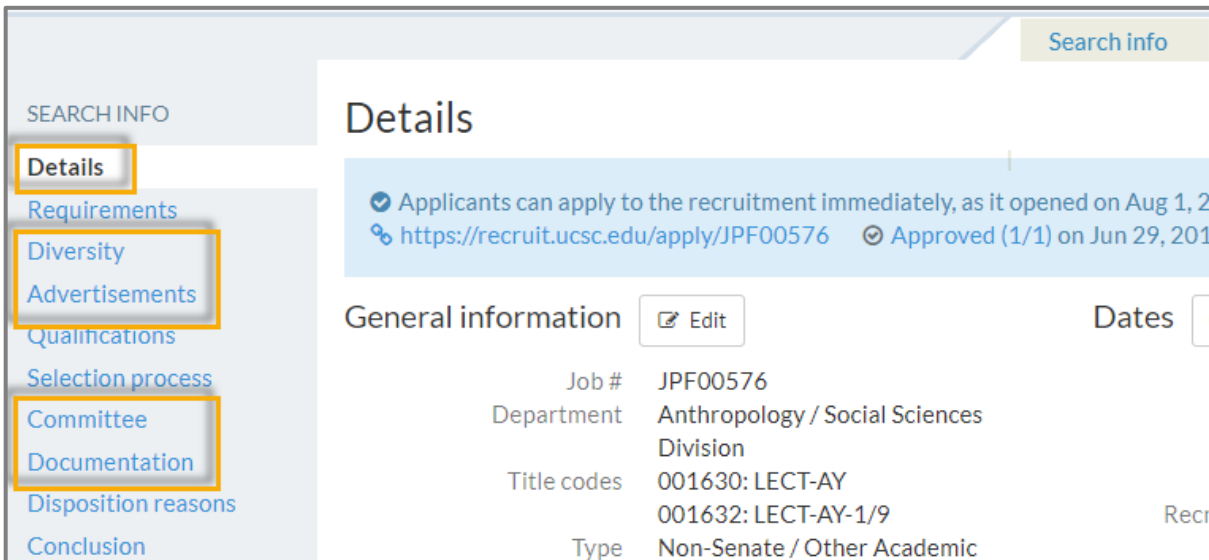 Search info
SEARCH INFO
Details
Requirements
Diversity
Advertisements
Qualifications
Selection process
Committee
Documentation
Disposition reasons
Conclusion
Details
Applicants can apply to the recruitment immediately, as it opened on Aug 1, 2
https://recruit.ucsc.edu/apply/JPF00576 Approved (1/1) on Jun 29, 201
General information Edit
Dates
Job # JPF00576
Department Anthropology / Social Sciences
Division
Title codes 001630: LECT-AY
001632: LECT-AY-1/9
Recr
Type Non-Senate / Other Academic